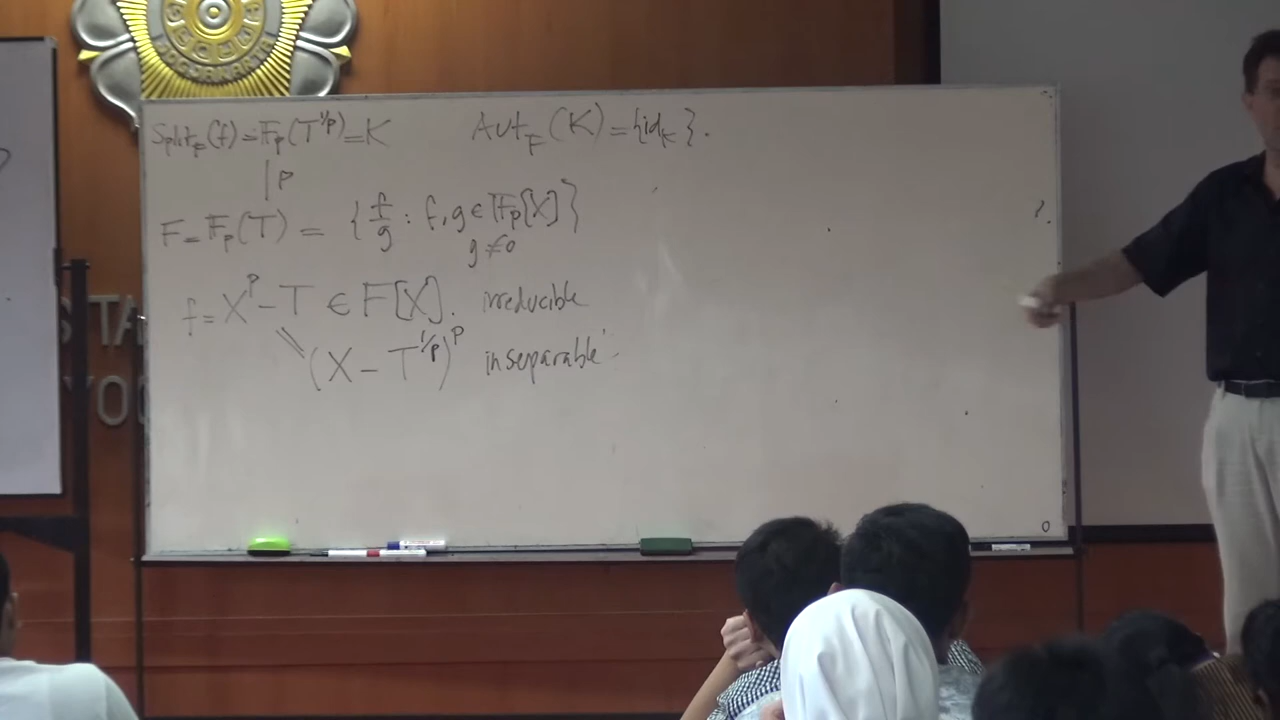 Split_F(f) = F_p(T^{1/p}) = K
Aut_F(K) = {id_K}.
p
F = F_p(T) = { f/g : f, g ∈ F_p[X] }
g ≠ 0
f = X^p - T ∈ F[X]. irreducible
(X - T^{1/p})^p inseparable